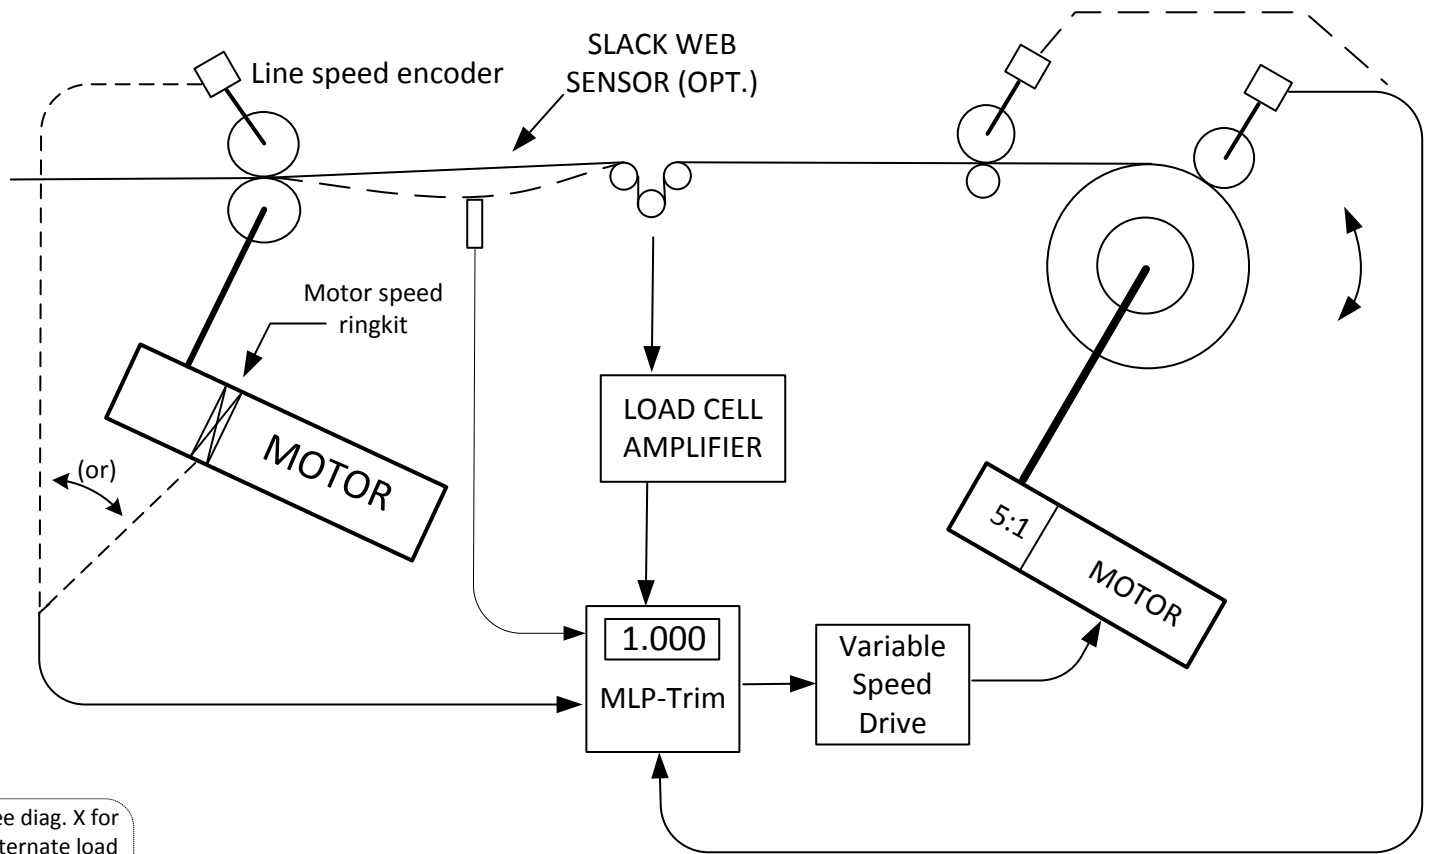 SLACK WEB
SENSOR (OPT.)
Line speed encoder
Motor speed
ringkit
MOTOR
(or)
LOAD CELL
AMPLIFIER
5:1
MOTOR
1.000
MLP-Trim
Variable
Speed
Drive
ee diag. X for
ternate load